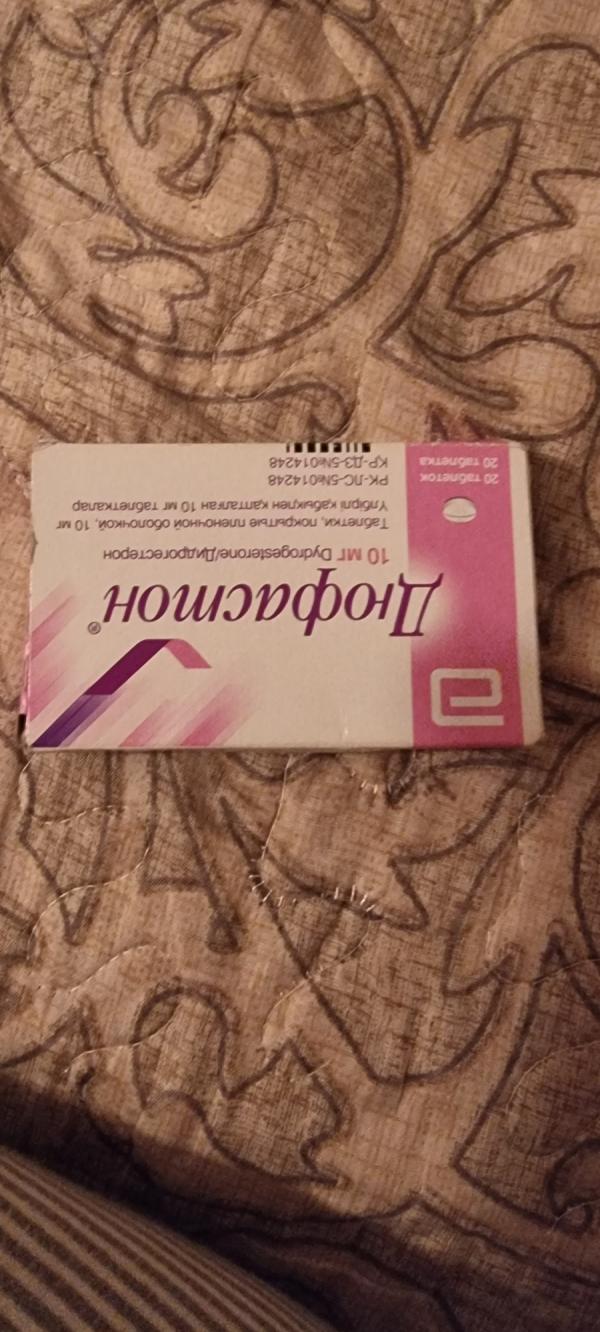 20 таблеток
20 таблетка
Дюфастон®
10 мг Dydrogesterone/Дидрогестерон
Таблетки, покрытые пленочной оболочкой, 10 мг
Үлбірлі қабықпен қапталған 10 мг таблеткалар
РК-ЛС-5№014248
ҚР-ДЗ-5№014248